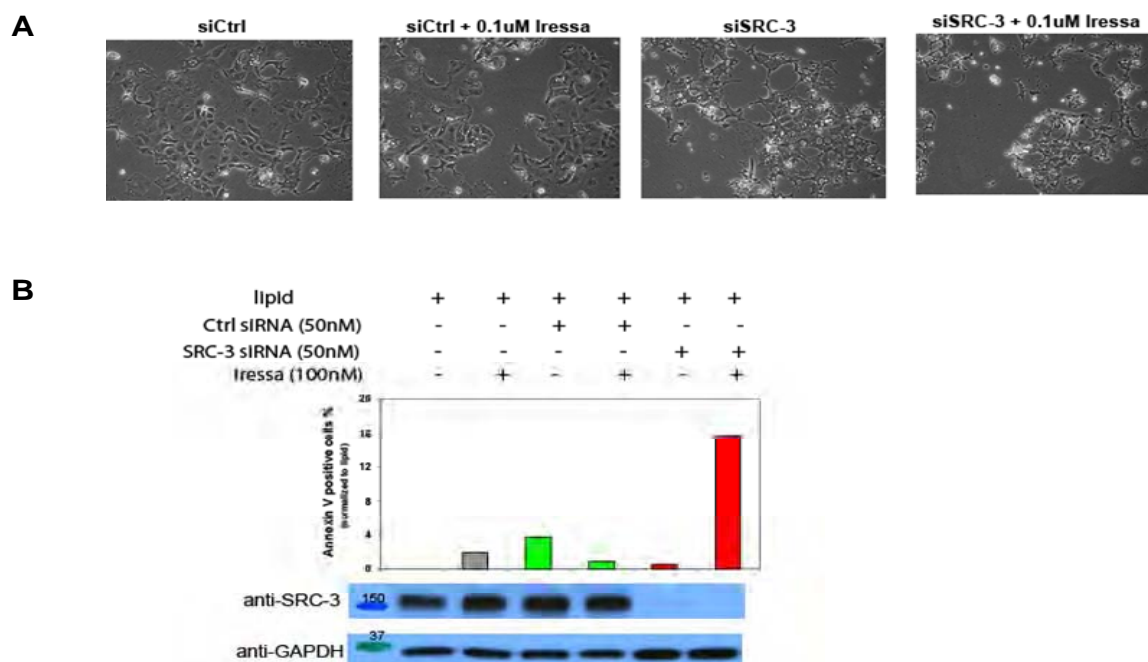 A
siCtrl
siCtrl + 0.1uM Iressa
siSRC-3
siSRC-3 + 0.1uM Iressa
B
lipid + + + + + +
Ctrl siRNA (50nM) - - + + - -
SRC-3 siRNA (50nM) - - - - + +
Iressa (100nM) - + - + - +
Annexin V positive cells %
(normalized to lipid)
20
16
12
8
4
0
anti-SRC-3
150
anti-GAPDH
37